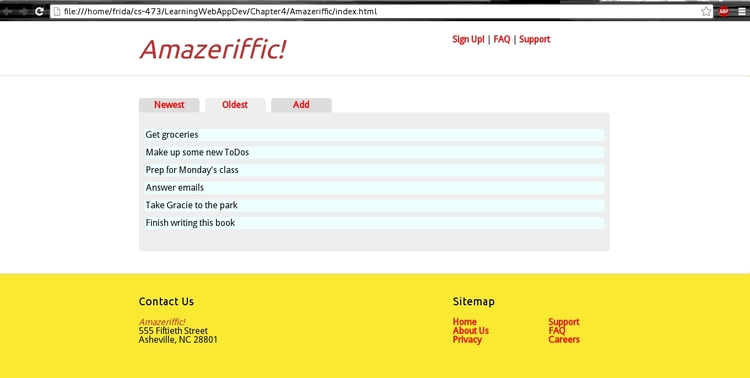 file:///home/frida/cs-473/LearningWebAppDev/Chapter4/Amazeriffic/index.html
ABP
Amazeriffic!
Sign Up! | FAQ | Support
Newest Oldest Add
Get groceries
Make up some new ToDos
Prep for Monday's class
Answer emails
Take Gracie to the park
Finish writing this book
Contact Us
Amazeriffic!
555 Fiftieth Street
Asheville, NC 28801
Sitemap
Home Support
About Us FAQ
Privacy Careers